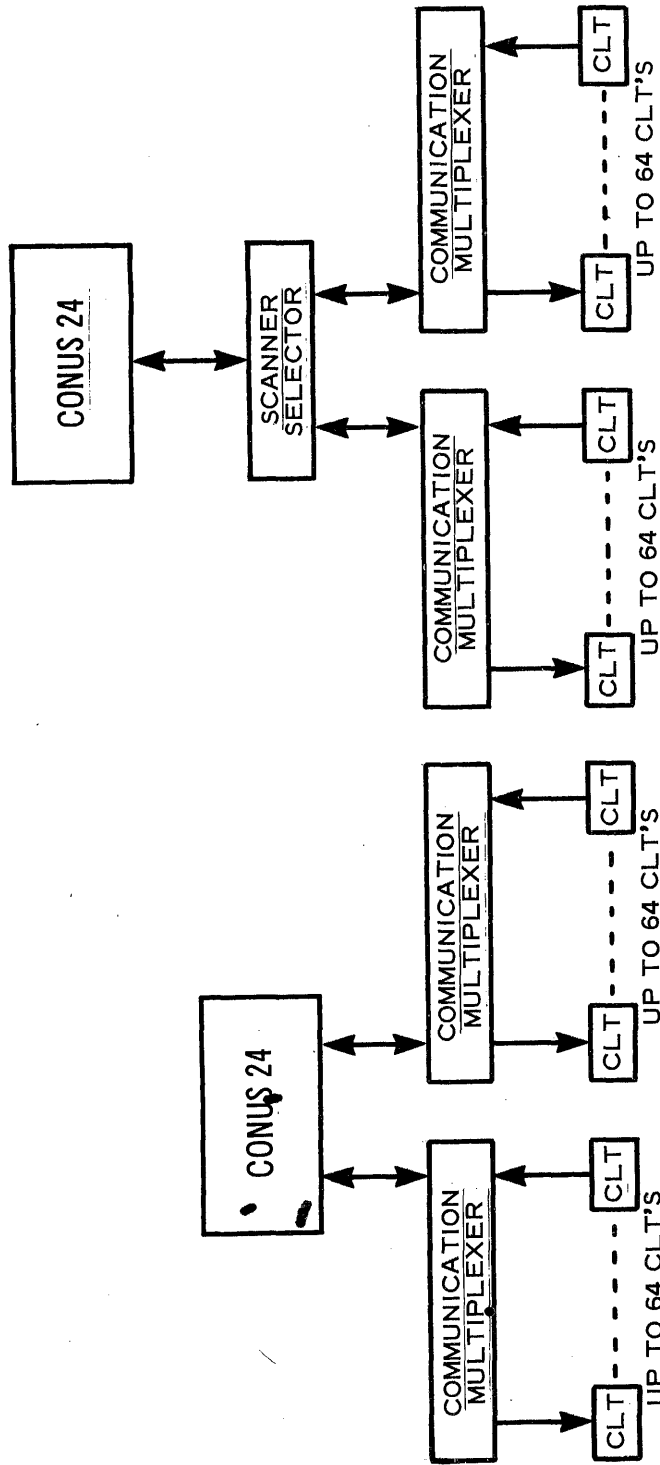 CONUS 24
COMMUNICATION
MULTIPLEXER
COMMUNICATION
MULTIPLEXER
CLT
CLT
UP TO 64 CLT'S
CLT
CLT
UP TO 64 CLT'S
CONUS 24
SCANNER
SELECTOR
COMMUNICATION
MULTIPLEXER
COMMUNICATION
MULTIPLEXER
CLT
CLT
UP TO 64 CLT'S
CLT
CLT
UP TO 64 CLT'S